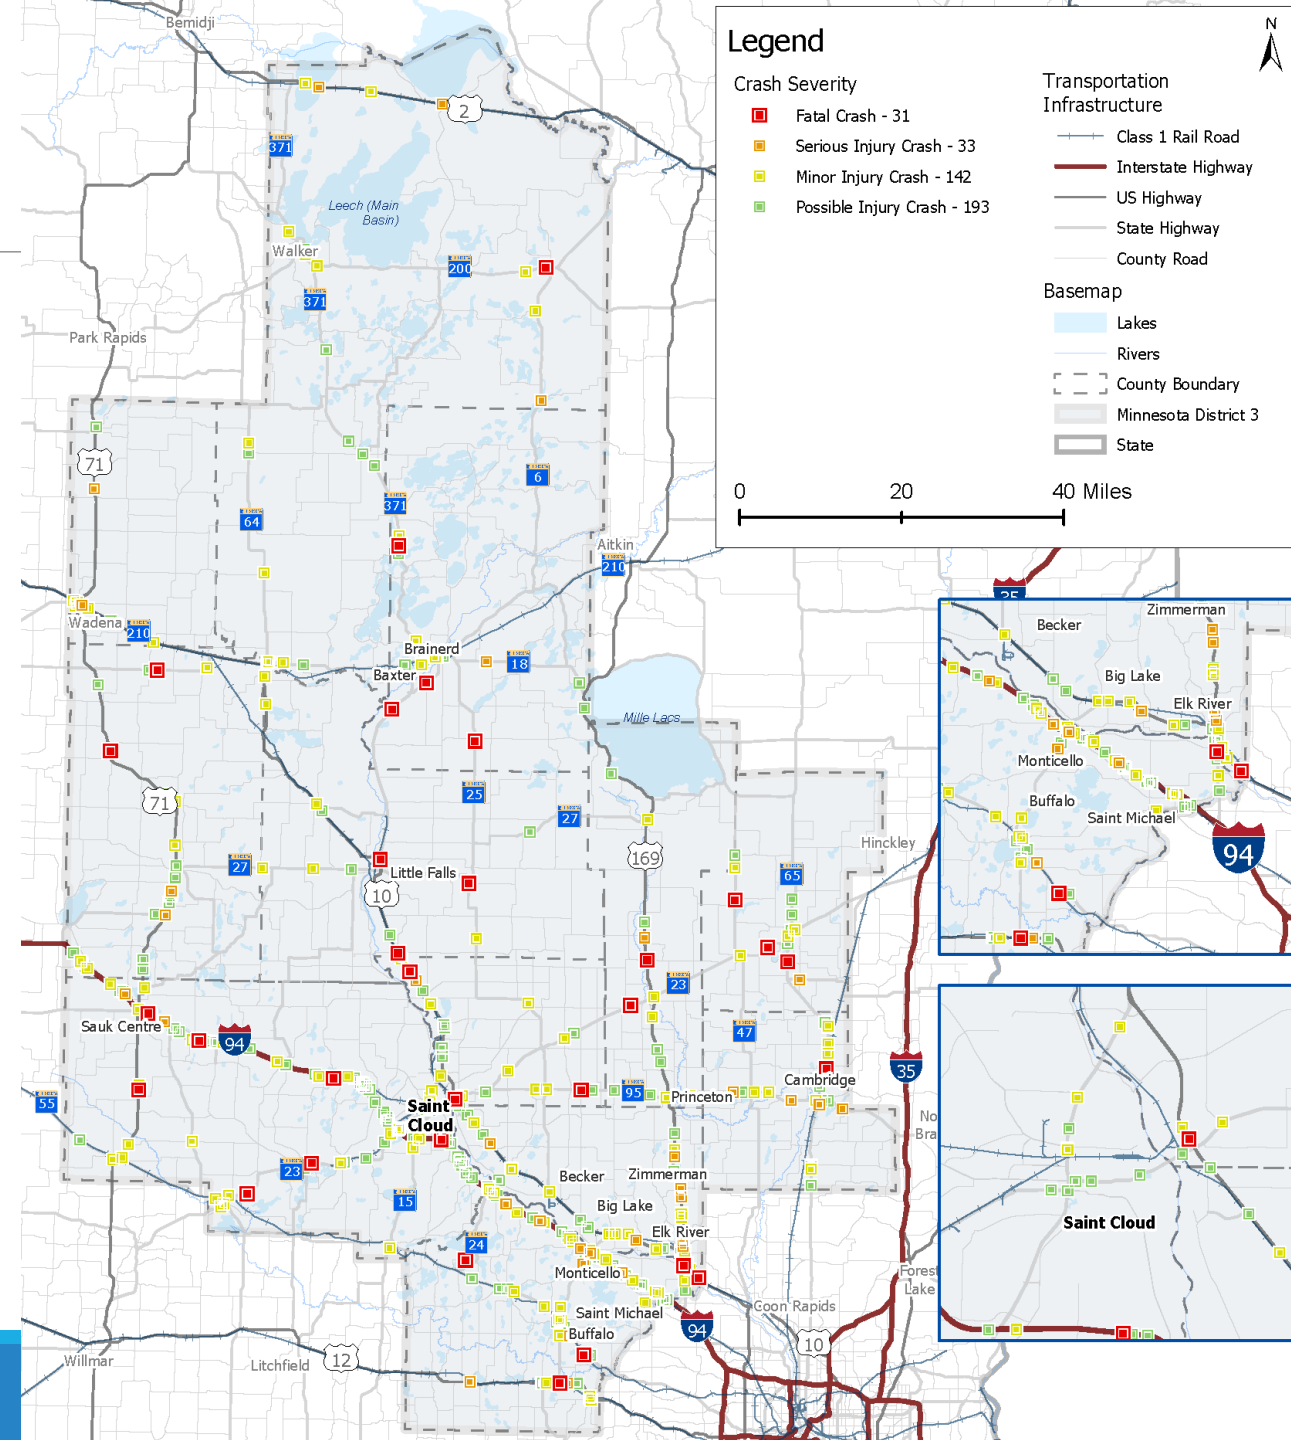 Bemidji
2
371
Leech (Main
Basin)
Walker
200
371
Park Rapids
71
6
371
64
Aitkin
210
Wadena
210
Brainerd
18
Baxter
Mille Lacs
71
25
27
27
169
Little Falls
10
65
Hinckley
23
Sauk Centre
94
47
35
55
95
Princeton
Cambridge
Saint
Cloud
No
Bra
23
15
Becker
Zimmerman
Big Lake
24
Elk River
Monticello
Saint Michael
Buffalo
94
Forest
Lake
Coon Rapids
10
Willmar
Litchfield
12
Legend
N
Crash Severity
Fatal Crash - 31
Serious Injury Crash - 33
Minor Injury Crash - 142
Possible Injury Crash - 193
Transportation
Infrastructure
Class 1 Rail Road
Interstate Highway
US Highway
State Highway
County Road
Basemap
Lakes
Rivers
County Boundary
Minnesota District 3
State
0 20 40 Miles
35
Zimmerman
Becker
Big Lake
Elk River
Monticello
Buffalo
Saint Michael
94
Saint Cloud